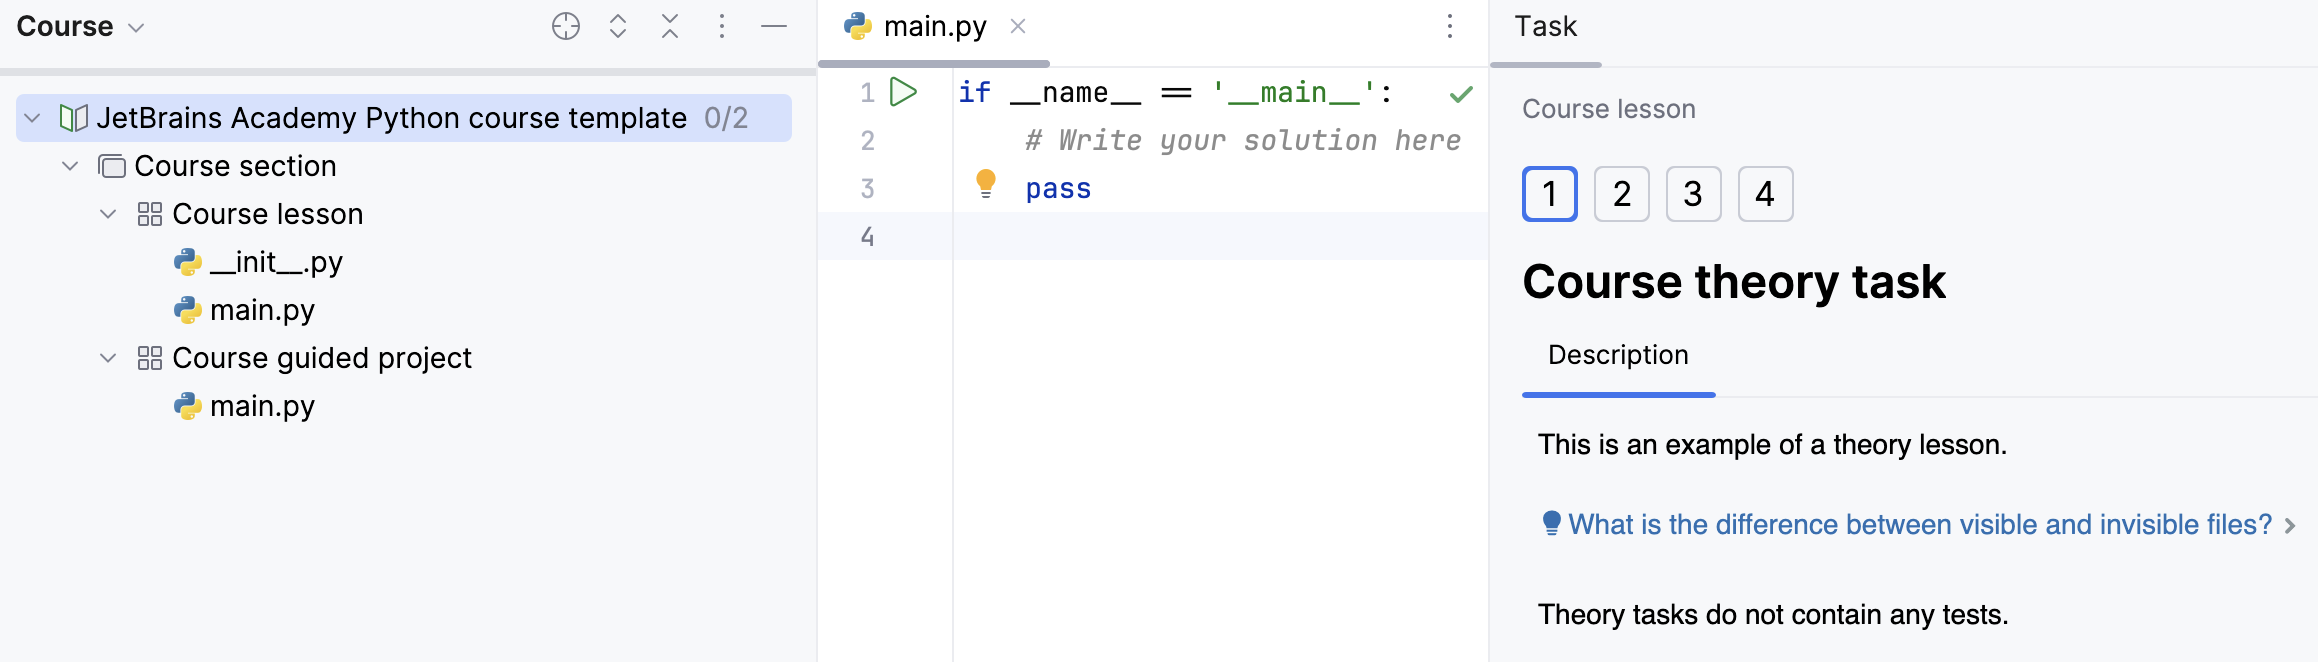 Course
JetBrains Academy Python course template 0/2
Course section
Course lesson
__init__.py
main.py
Course guided project
main.py
main.py
1 if __name__ == '__main__':
2 # Write your solution here
3 pass
4
Task
Course lesson
1 2 3 4
Course theory task
Description
This is an example of a theory lesson.
What is the difference between visible and invisible files?
Theory tasks do not contain any tests.